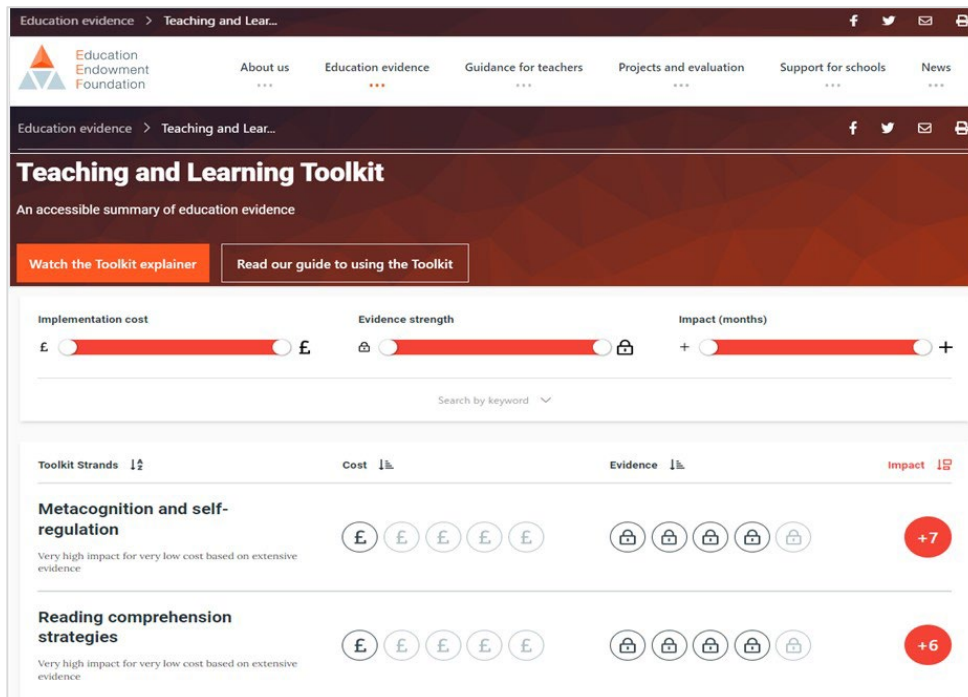 Education evidence > Teaching and Lear...
Education
Endowment
Foundation
About us
Education evidence
Guidance for teachers
Projects and evaluation
Support for schools
News
Education evidence > Teaching and Lear...
Teaching and Learning Toolkit
An accessible summary of education evidence
Watch the Toolkit explainer
Read our guide to using the Toolkit
Implementation cost
Evidence strength
Impact (months)
£ £ + +
Search by keyword
Toolkit Strands
Cost
Evidence
Impact
Metacognition and self-
regulation
£ £ £ £ £
+7
Very high impact for very low cost based on extensive
evidence
Reading comprehension
strategies
£ £ £ £ £
+6
Very high impact for very low cost based on extensive
evidence